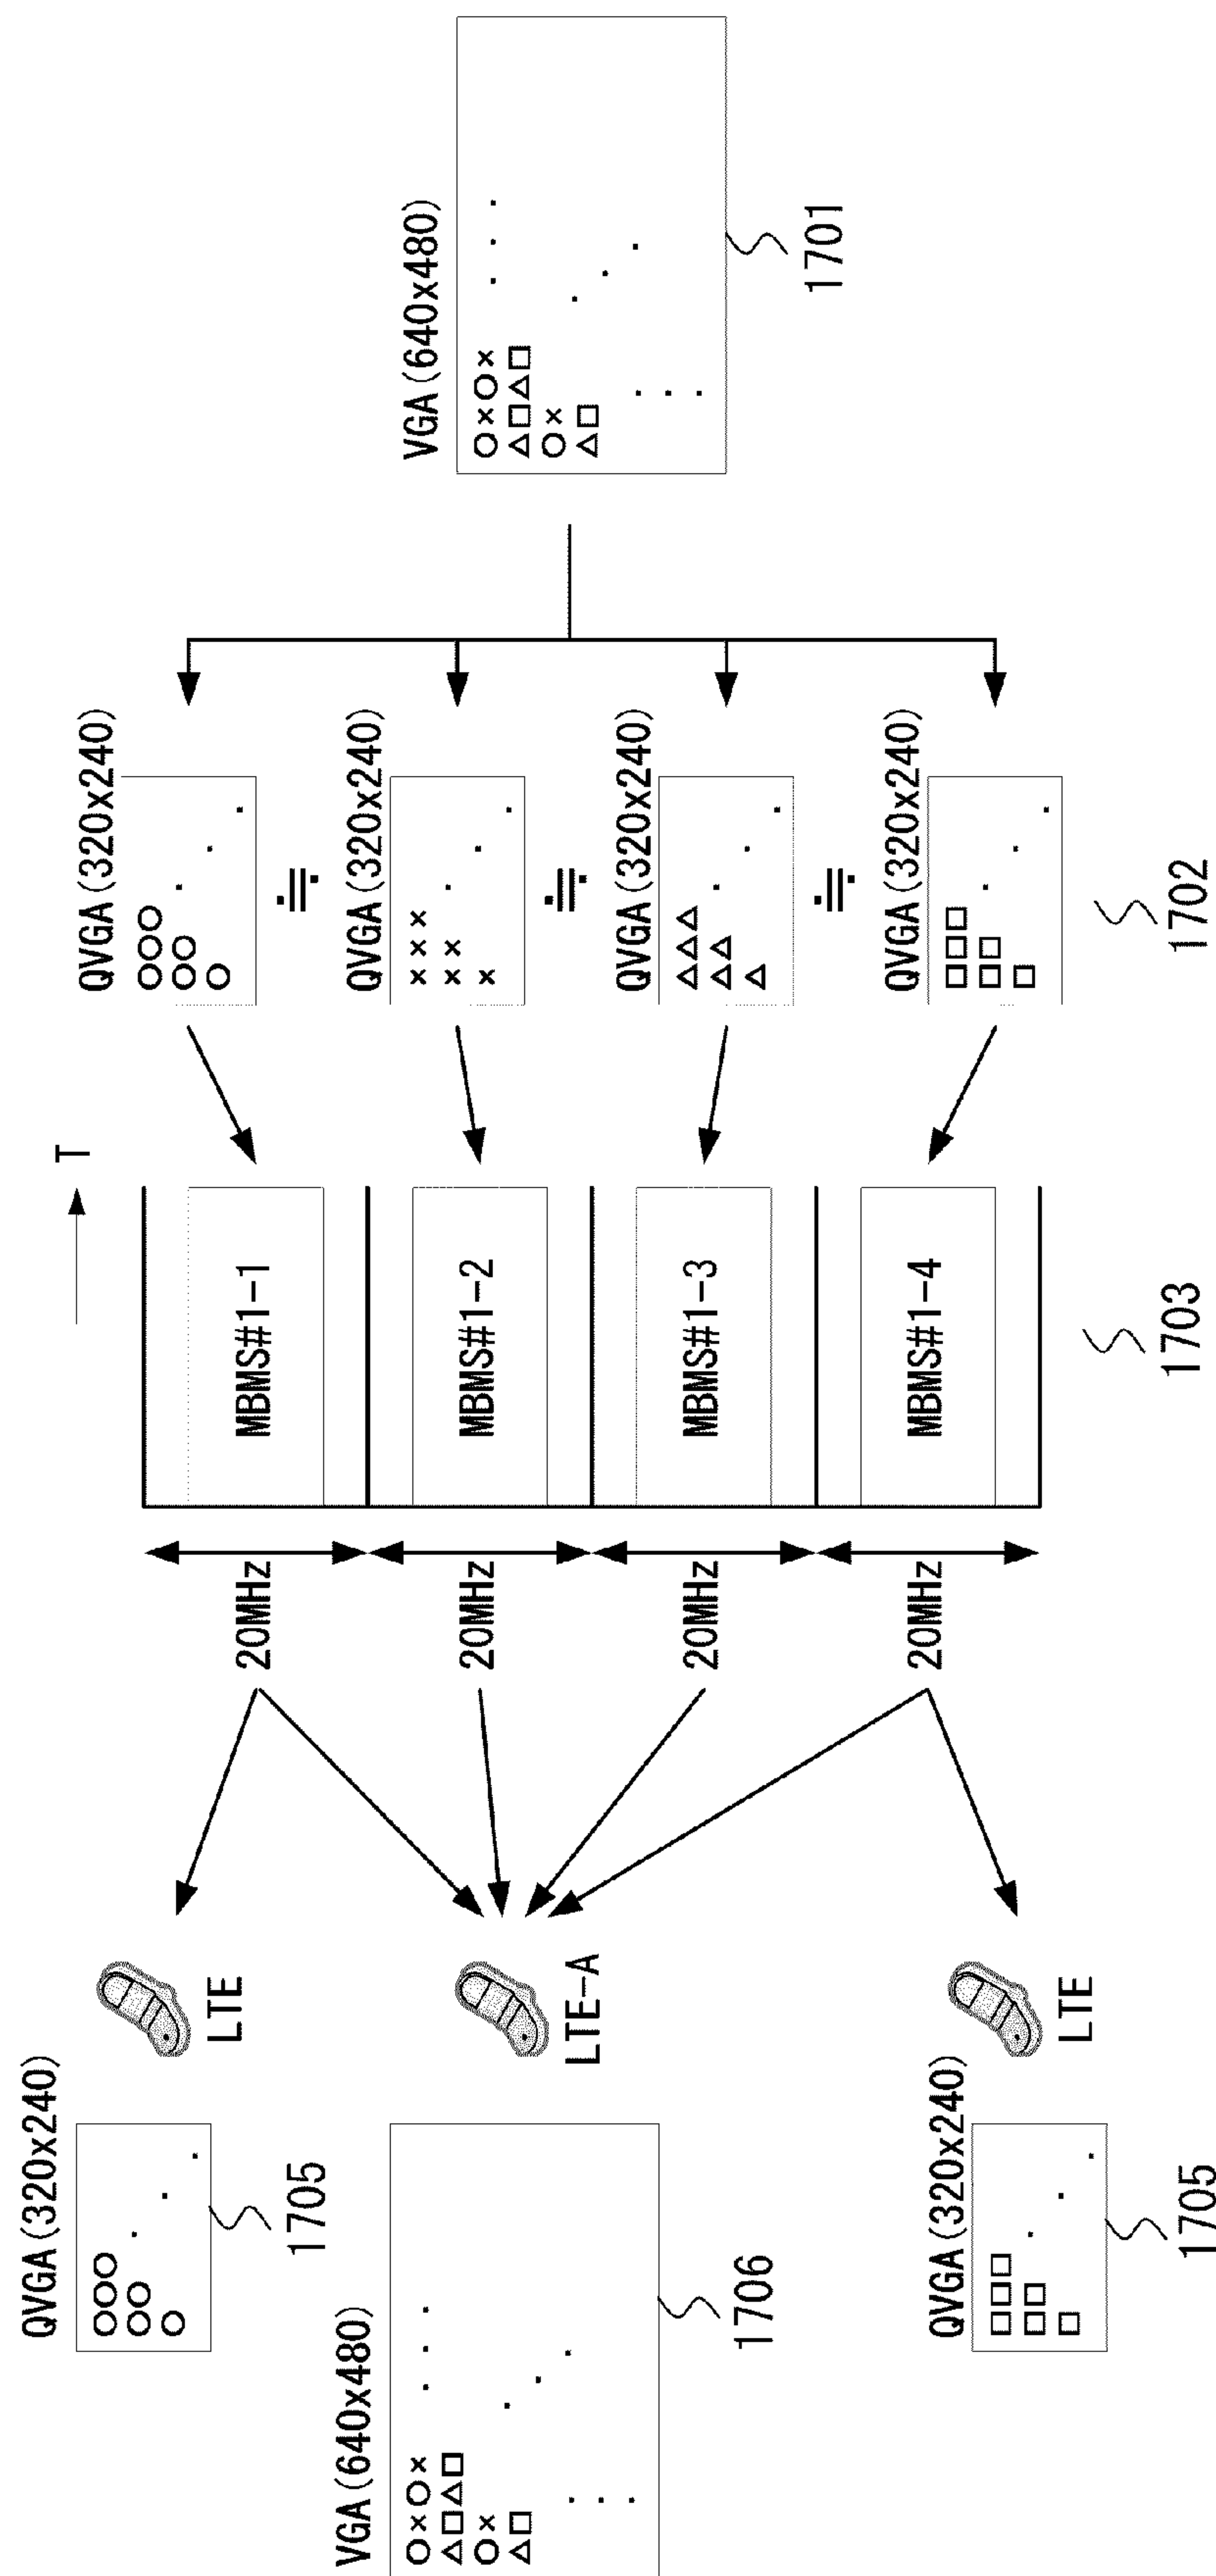 QVGA(320x240)
1705
VGA(640x480)
1706
QVGA(320x240)
1705
LTE
LTE-A
LTE
20MHz
20MHz
20MHz
20MHz
T
MBMS#1-1
MBMS#1-2
MBMS#1-3
MBMS#1-4
1703
QVGA(320x240)
≒
QVGA(320x240)
≒
QVGA(320x240)
≒
QVGA(320x240)
1702
VGA(640x480)
1701